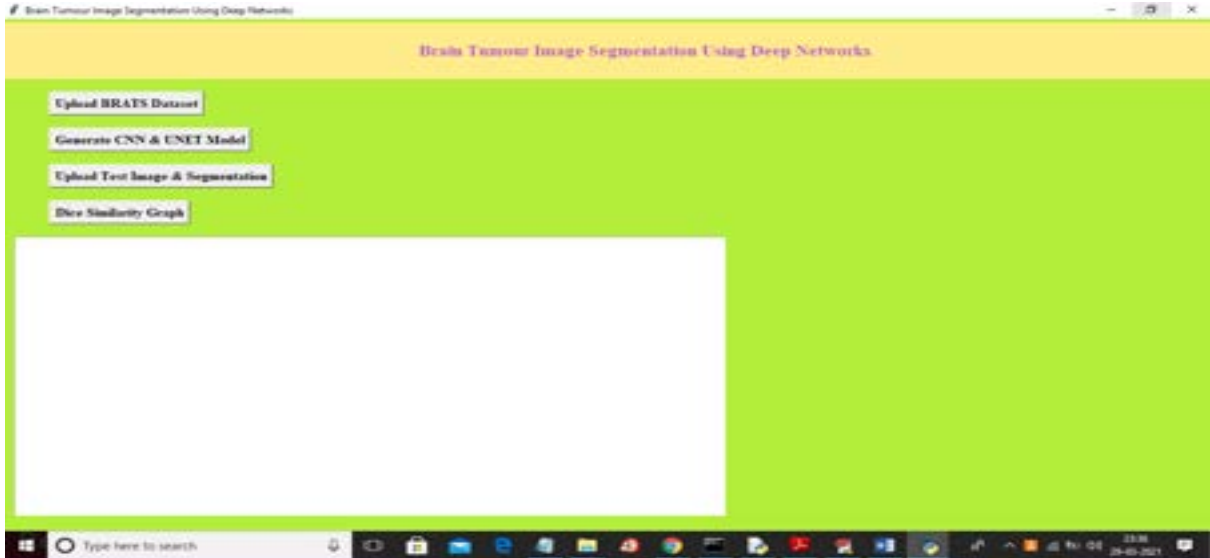 Brain Tumour Image Segmentation Using Deep Networks
Brain Tumour Image Segmentation Using Deep Networks
Upload BRATS Dataset
Generate CNN & UNET Model
Upload Test Image & Segmentation
Dice Similarity Graph
Type here to search